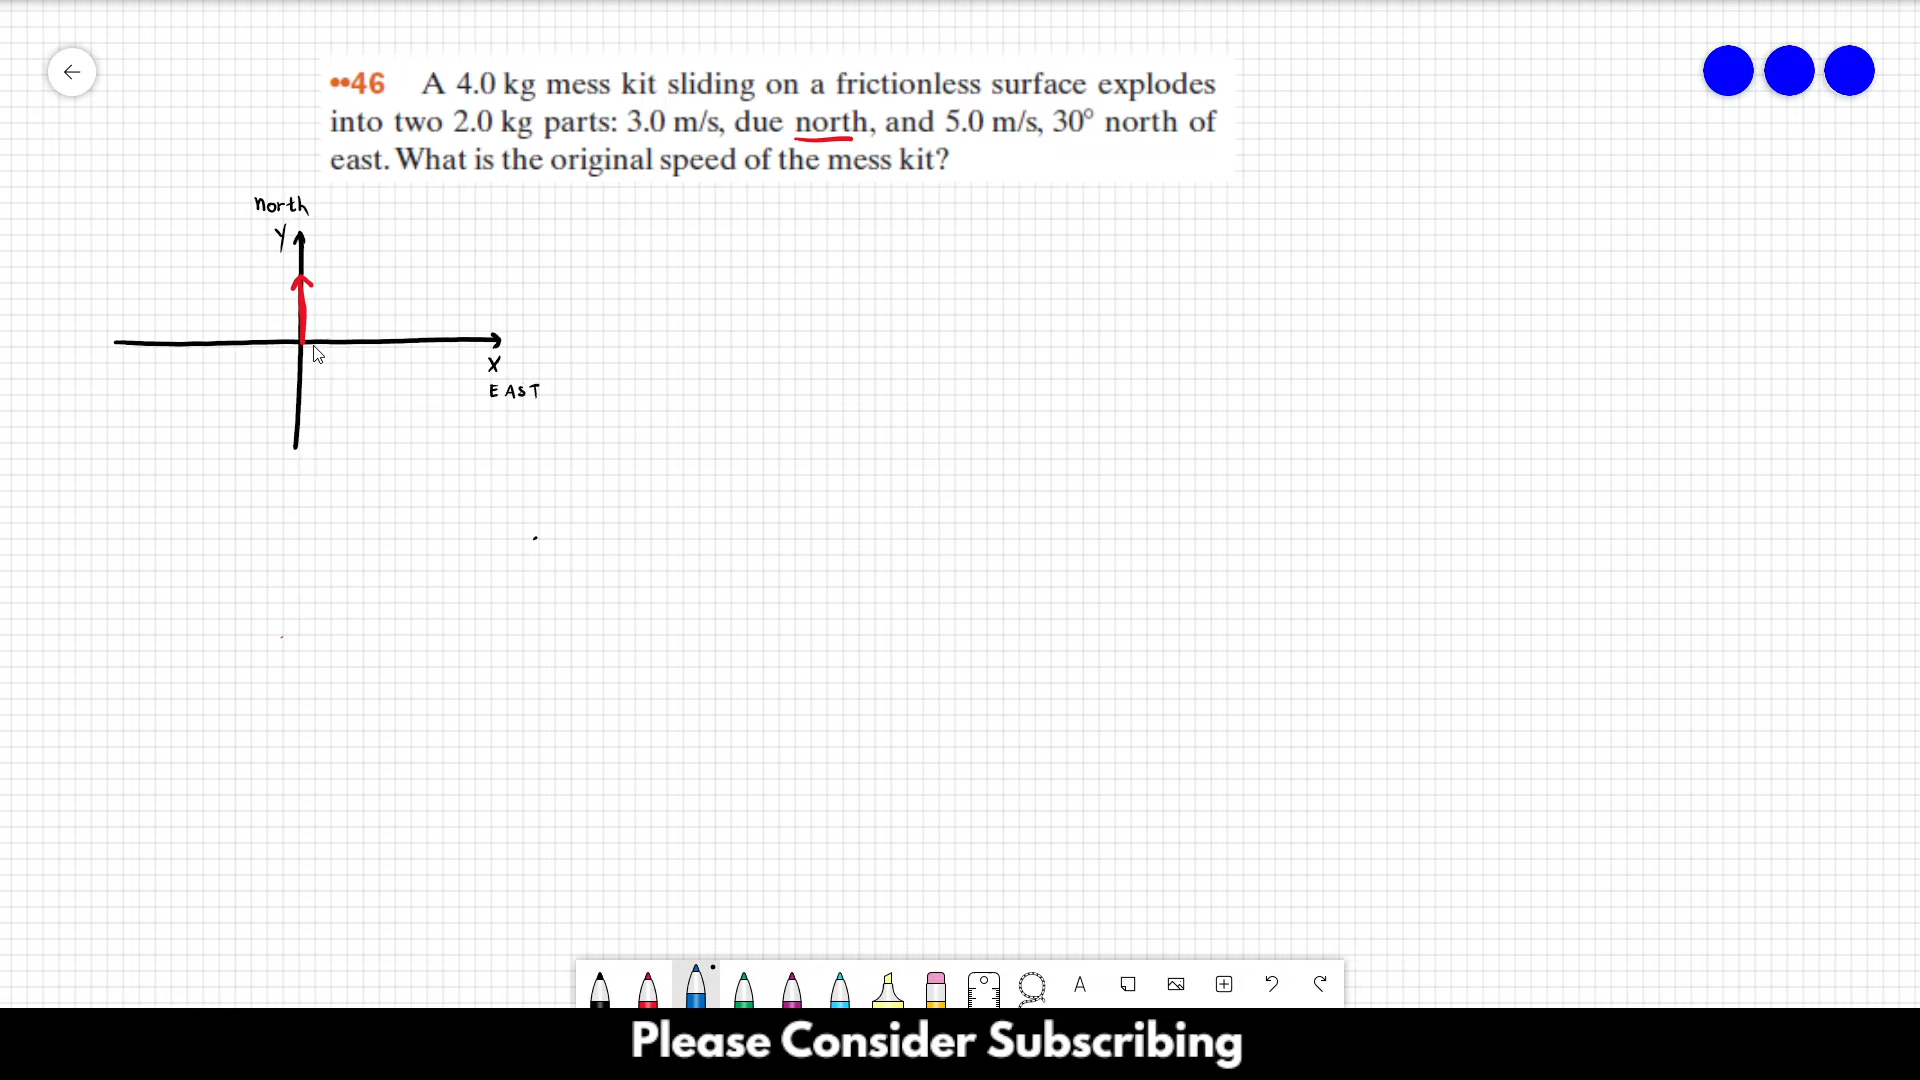 ••46 A 4.0 kg mess kit sliding on a frictionless surface explodes
into two 2.0 kg parts: 3.0 m/s, due north, and 5.0 m/s, 30° north of
east. What is the original speed of the mess kit?
north
Y
X
EAST
A
Please Consider Subscribing